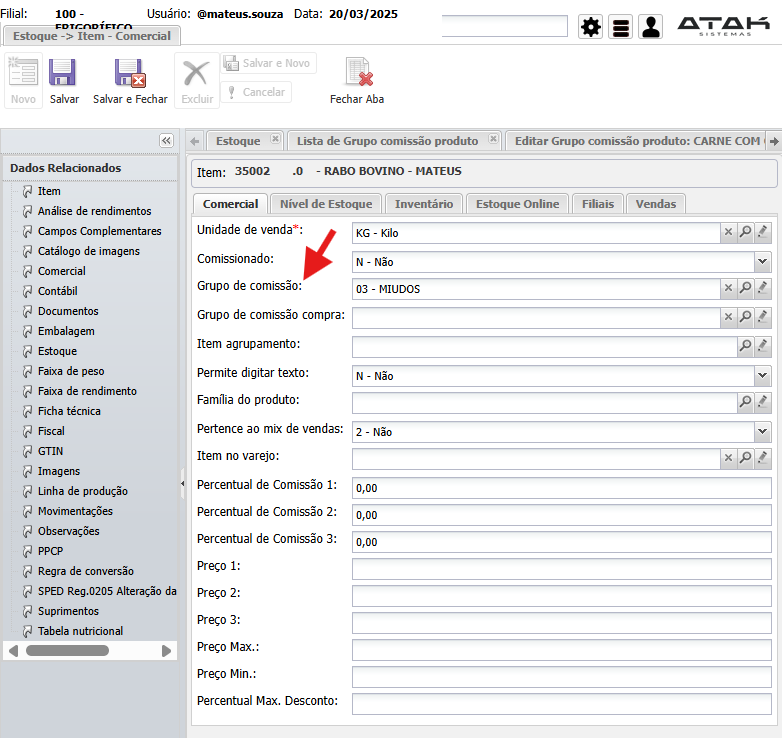 Filial: 100 - FRIGORÍFICO Usuário: @mateus.souza Data: 20/03/2025
ATAK
SISTEMAS
Estoque -> Item - Comercial
Novo
Salvar
Salvar e Fechar
Excluir
Salvar e Novo
Cancelar
Fechar Aba
Dados Relacionados
Item
Análise de rendimentos
Campos Complementares
Catálogo de imagens
Comercial
Contábil
Documentos
Embalagem
Estoque
Faixa de peso
Faixa de rendimento
Ficha técnica
Fiscal
GTIN
Imagens
Linha de produção
Movimentações
Observações
PPCP
Regra de conversão
SPED Reg.0205 Alteração da
Suprimentos
Tabela nutricional
Estoque
Lista de Grupo comissão produto
Editar Grupo comissão produto: CARNE COM
Item: 35002 .0 - RABO BOVINO - MATEUS
Comercial
Nível de Estoque
Inventário
Estoque Online
Filiais
Vendas
Unidade de venda*: KG - Kilo
Comissionado: N - Não
Grupo de comissão: 03 - MIUDOS
Grupo de comissão compra:
Item agrupamento:
Permite digitar texto: N - Não
Família do produto:
Pertence ao mix de vendas: 2 - Não
Item no varejo:
Percentual de Comissão 1: 0,00
Percentual de Comissão 2: 0,00
Percentual de Comissão 3: 0,00
Preço 1:
Preço 2:
Preço 3:
Preço Max.:
Preço Min.:
Percentual Max. Desconto: